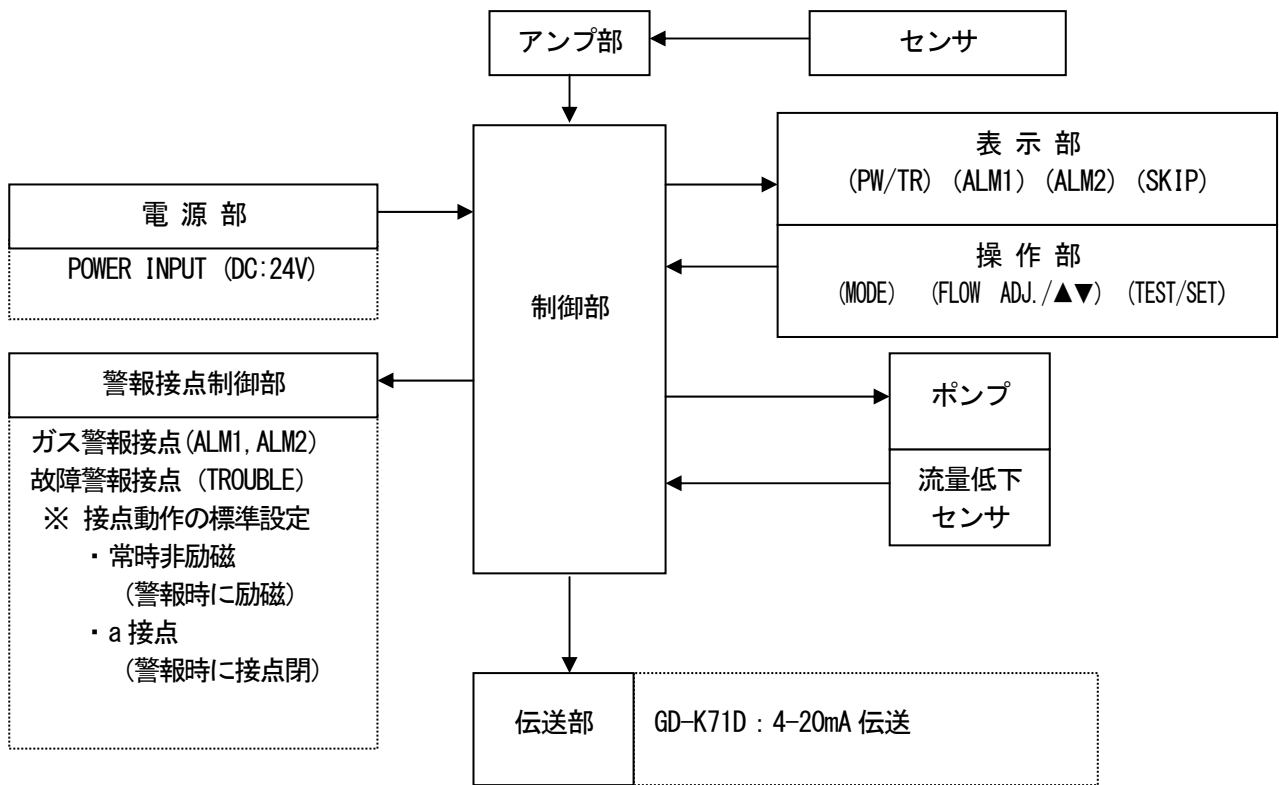 アンプ部
センサ
表 示 部
(PW/TR) (ALM1) (ALM2) (SKIP)
電 源 部
POWER INPUT (DC:24V)
操 作 部
(MODE) (FLOW ADJ./▲▼) (TEST/SET)
制御部
警報接点制御部
ガス警報接点(ALM1, ALM2)
故障警報接点 (TROUBLE)
※ 接点動作の標準設定
・常時非励磁
(警報時に励磁)
・a 接点
(警報時に接点閉)
ポンプ
流量低下
センサ
伝送部
GD-K71D : 4-20mA 伝送